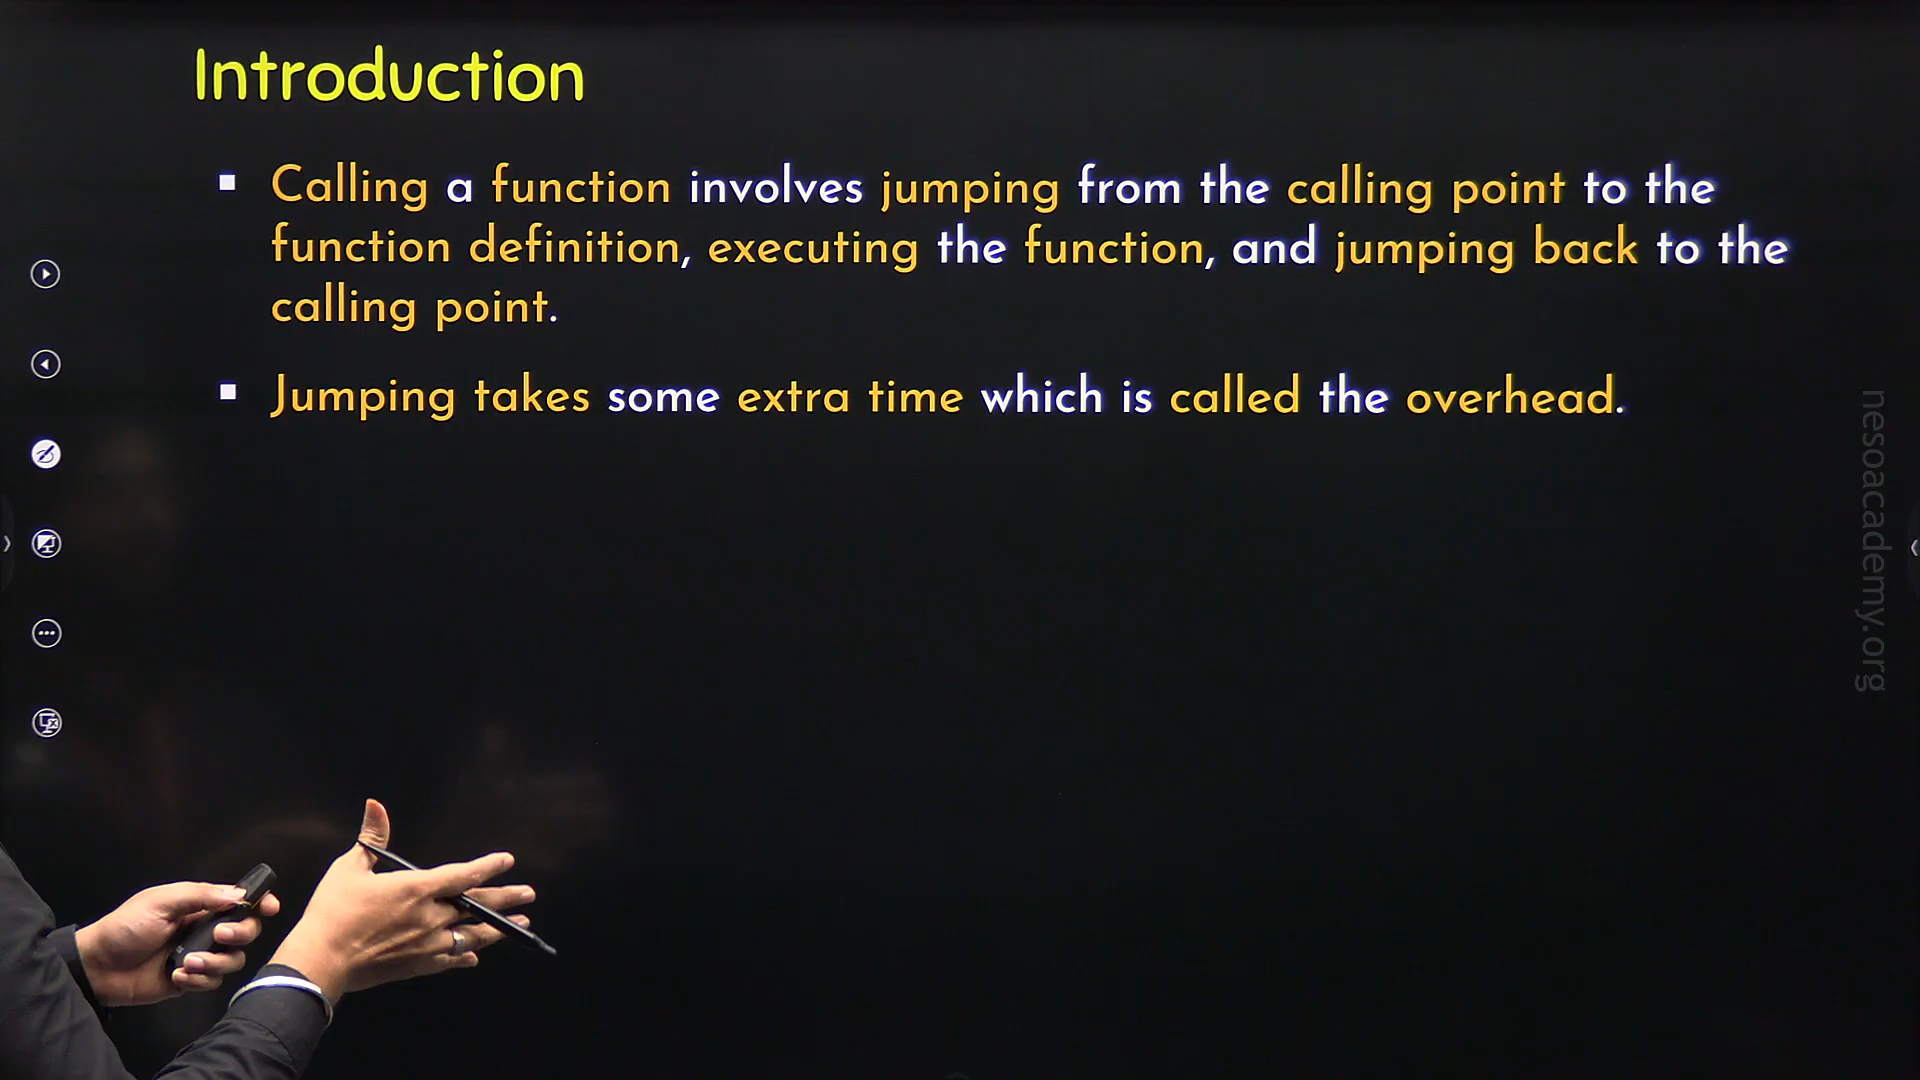 Introduction
▪ Calling a function involves jumping from the calling point to the
function definition, executing the function, and jumping back to the
calling point.
▪ Jumping takes some extra time which is called the overhead.
nesoacademy.org